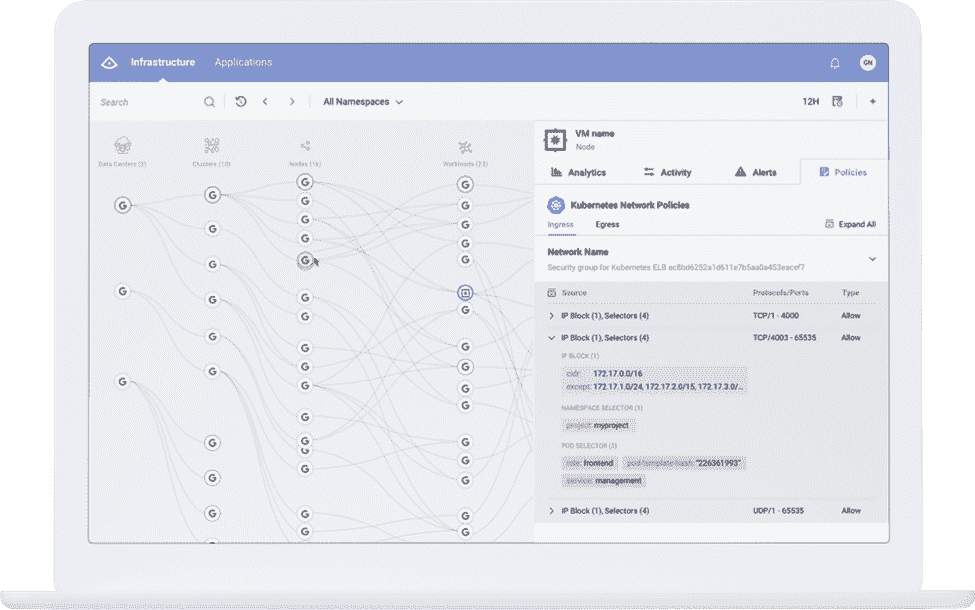 Infrastructure Applications
GN
Search All Namespaces 12H
Data Centers (3) Clusters (10) Nodes (16) Workloads (23)
VM name
Node
Analytics Activity Alerts Policies
Kubernetes Network Policies
Ingress Egress Expand All
Network Name
Security group for Kubernetes ELB ac8bd6252a1d611e7b5aa0a453eacef7
Source Protocols/Ports Type
IP Block (1), Selectors (4) TCP/1 - 4000 Allow
IP Block (1), Selectors (4) TCP/4003 - 65535 Allow
IP BLOCK (1)
cidr: 172.17.0.0/16
except: 172.17.1.0/24, 172.17.2.0/15, 172.17.3.0/...
NAMESPACE SELECTOR (1)
project: myproject
POD SELECTOR (3)
role: frontend pod-template-hash: "226361993"
service: management
IP Block (1), Selectors (4) UDP/1 - 65535 Allow